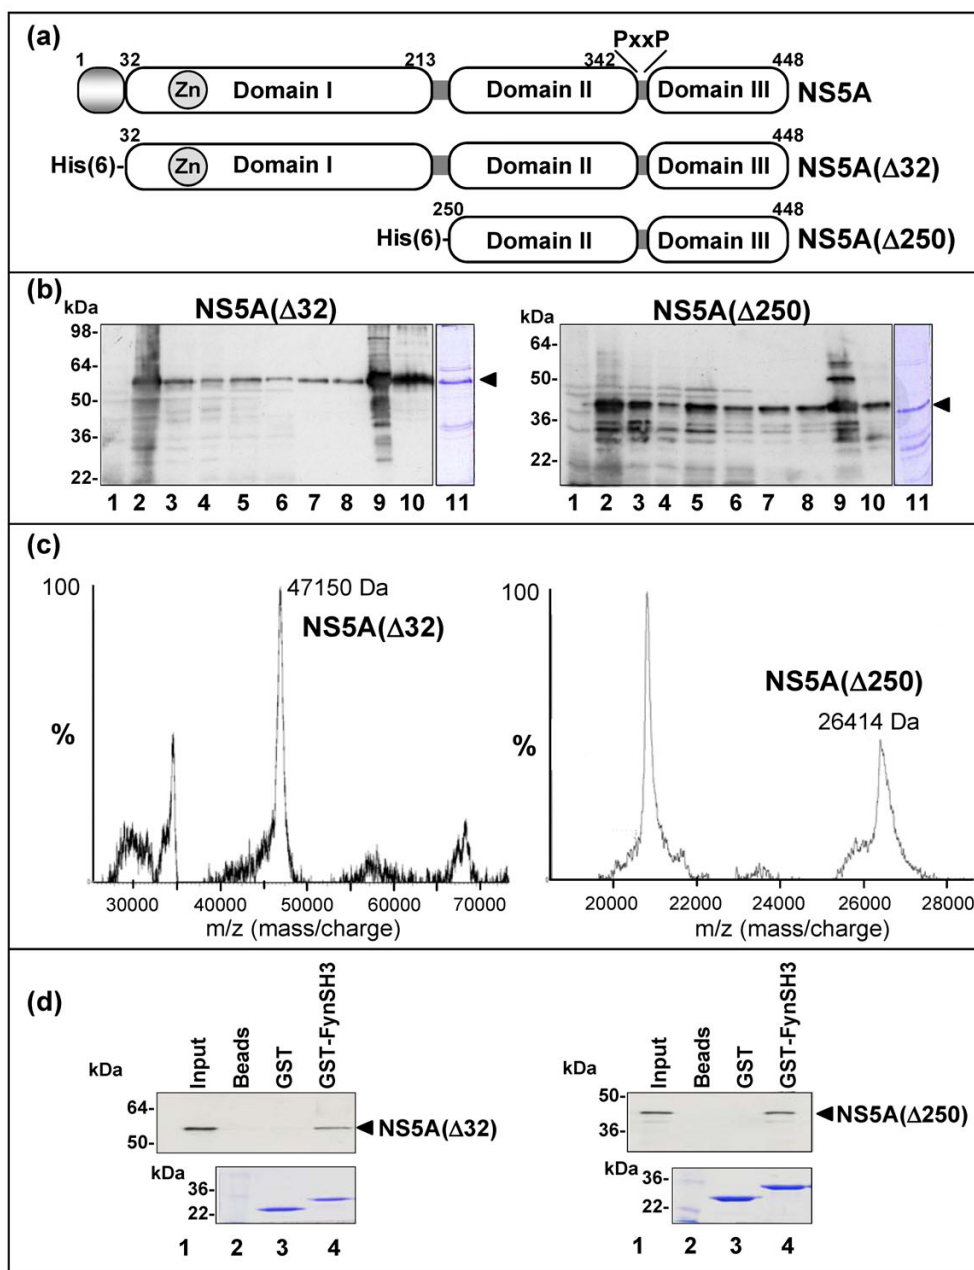 (a)
PxxP
1 32 213 342 448
Zn Domain I Domain II Domain III NS5A
32 448
His(6)- Zn Domain I Domain II Domain III NS5A(Δ32)
250 448
His(6)- Domain II Domain III NS5A(Δ250)
(b)
kDa NS5A(Δ32)
98-
64-
50-
36-
22-
1 2 3 4 5 6 7 8 9 10 11
kDa NS5A(Δ250)
64-
50-
36-
22-
1 2 3 4 5 6 7 8 9 10 11
(c)
100
47150 Da
NS5A(Δ32)
%
30000 40000 50000 60000 70000
m/z (mass/charge)
100
NS5A(Δ250)
26414 Da
%
20000 22000 24000 26000 28000
m/z (mass/charge)
(d)
kDa Input Beads GST GST-FynSH3
64-
50-
NS5A(Δ32)
kDa
36-
22-
1 2 3 4
kDa Input Beads GST GST-FynSH3
50-
36-
NS5A(Δ250)
kDa
36-
22-
1 2 3 4